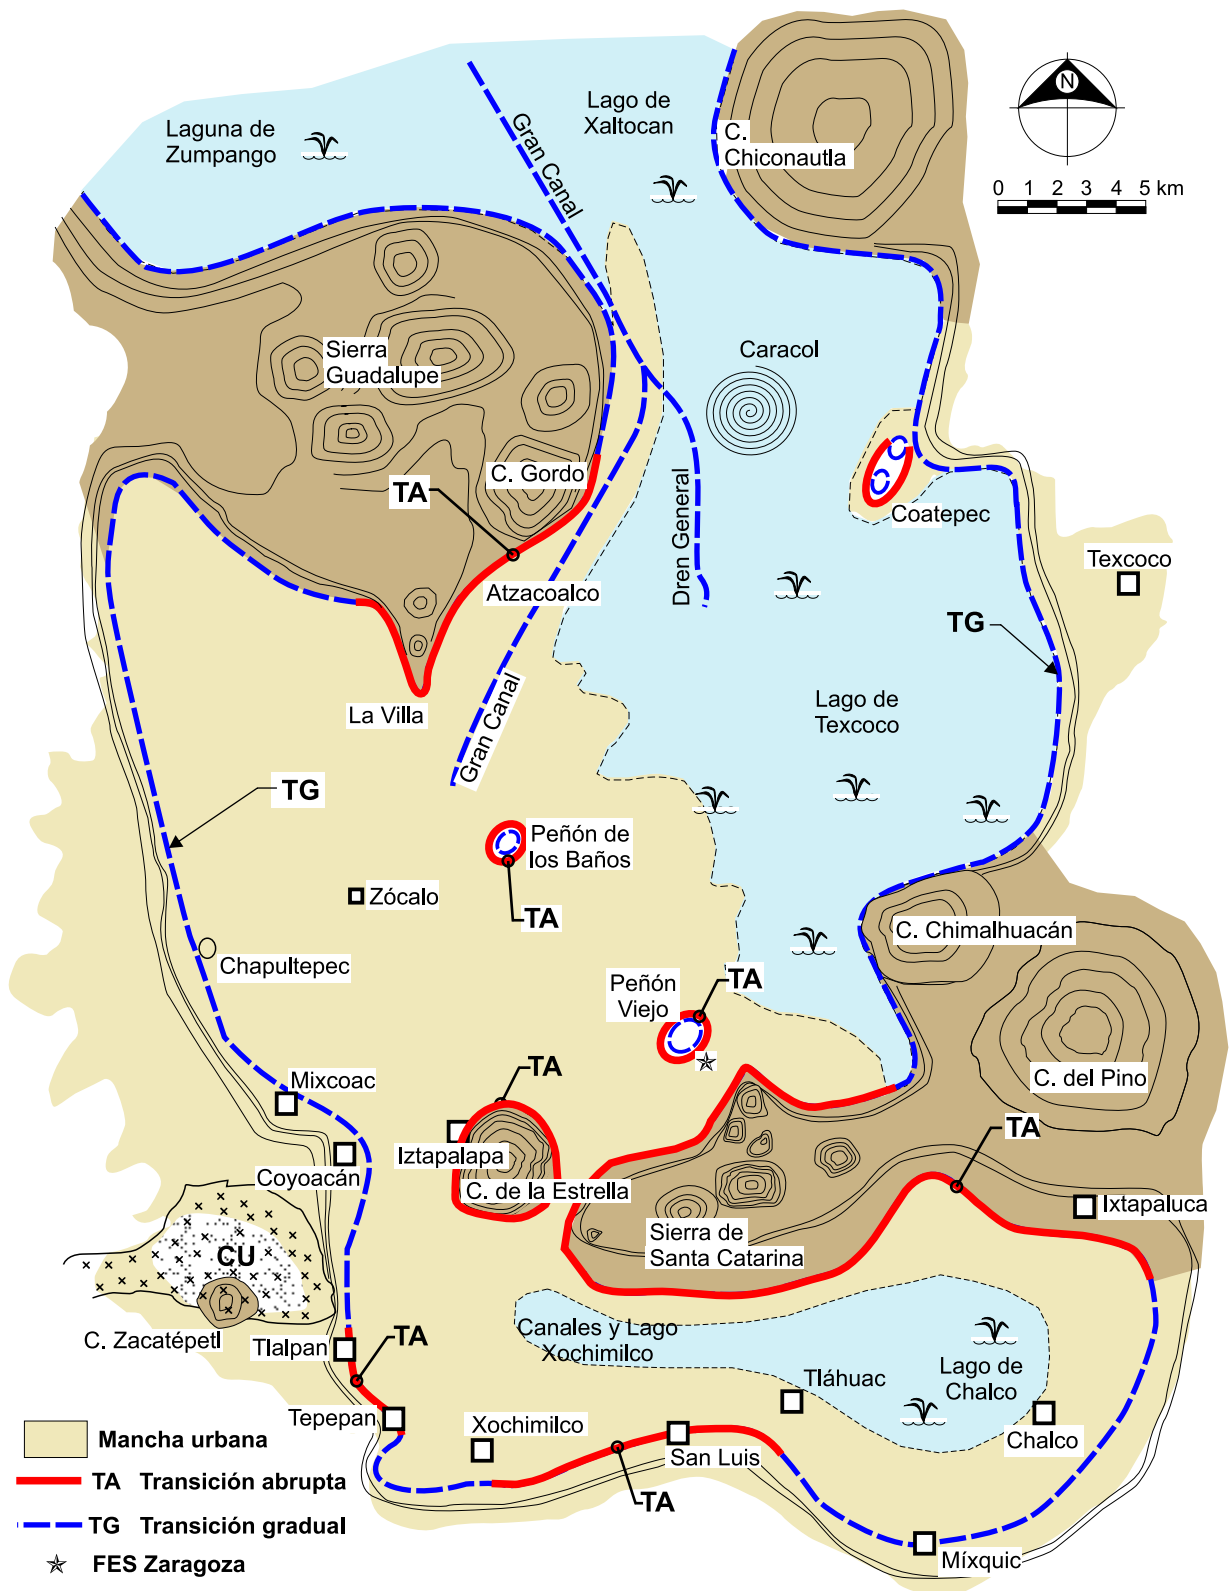 Laguna de
Zumpango
Gran Canal
Lago de
Xaltocan
C.
Chiconautla
N
0 1 2 3 4 5 km
Sierra
Guadalupe
Caracol
C. Gordo
TA
Coatepec
Atzacoalco
Dren General
Texcoco
TG
La Villa
Gran Canal
Lago de
Texcoco
TG
Peñón de
los Baños
Zócalo
TA
C. Chimalhuacán
Chapultepec
Peñón
Viejo
TA
TA
Mixcoac
C. del Pino
TA
Iztapalapa
Coyoacán
C. de la Estrella
Ixtapaluca
Sierra de
Santa Catarina
CU
C. Zacatépetl
Tlalpan
TA
Canales y Lago
Xochimilco
Lago de
Chalco
Tláhuac
Tepepan
Xochimilco
San Luis
Chalco
TA
Míxquic
Mancha urbana
TA Transición abrupta
TG Transición gradual
FES Zaragoza